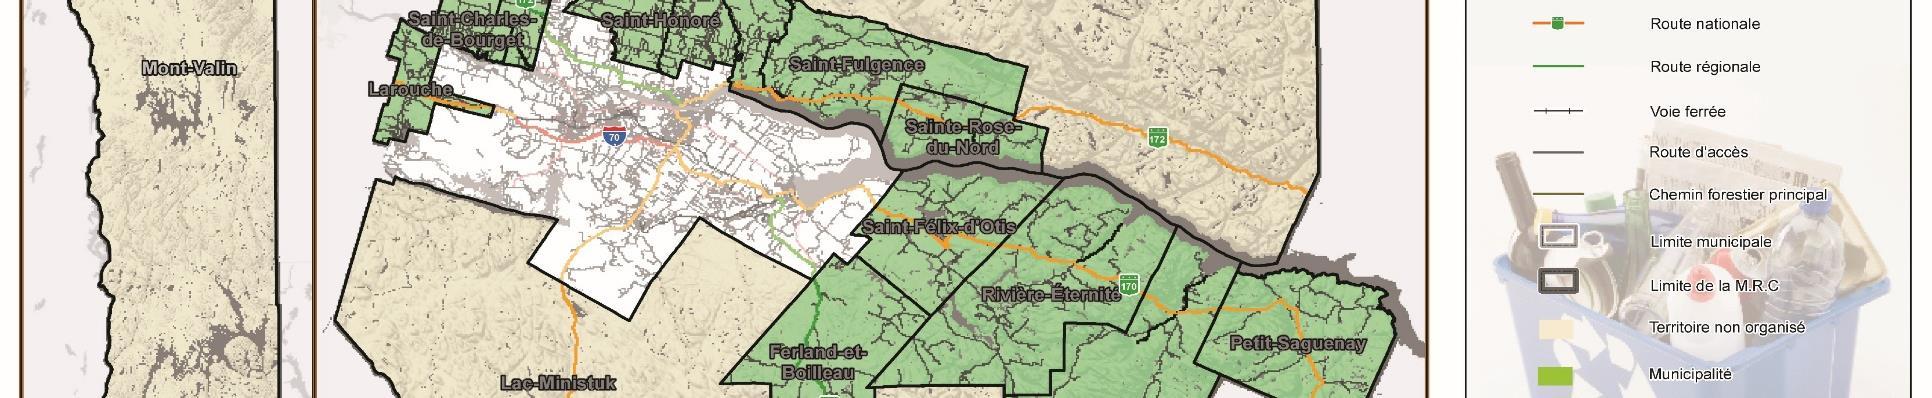 Mont-Valin
172
Saint-Charles-
de-Bourget
Saint-Honoré
Larouche
Saint-Fulgence
70
Sainte-Rose-
du-Nord
172
Saint-Félix-d'Otis
Rivière-Éternité
170
Ferland-et-
Boilleau
Petit-Saguenay
Lac-Ministuk
Route nationale
Route régionale
Voie ferrée
Route d'accès
Chemin forestier principal
Limite municipale
Limite de la M.R.C
Territoire non organisé
Municipalité